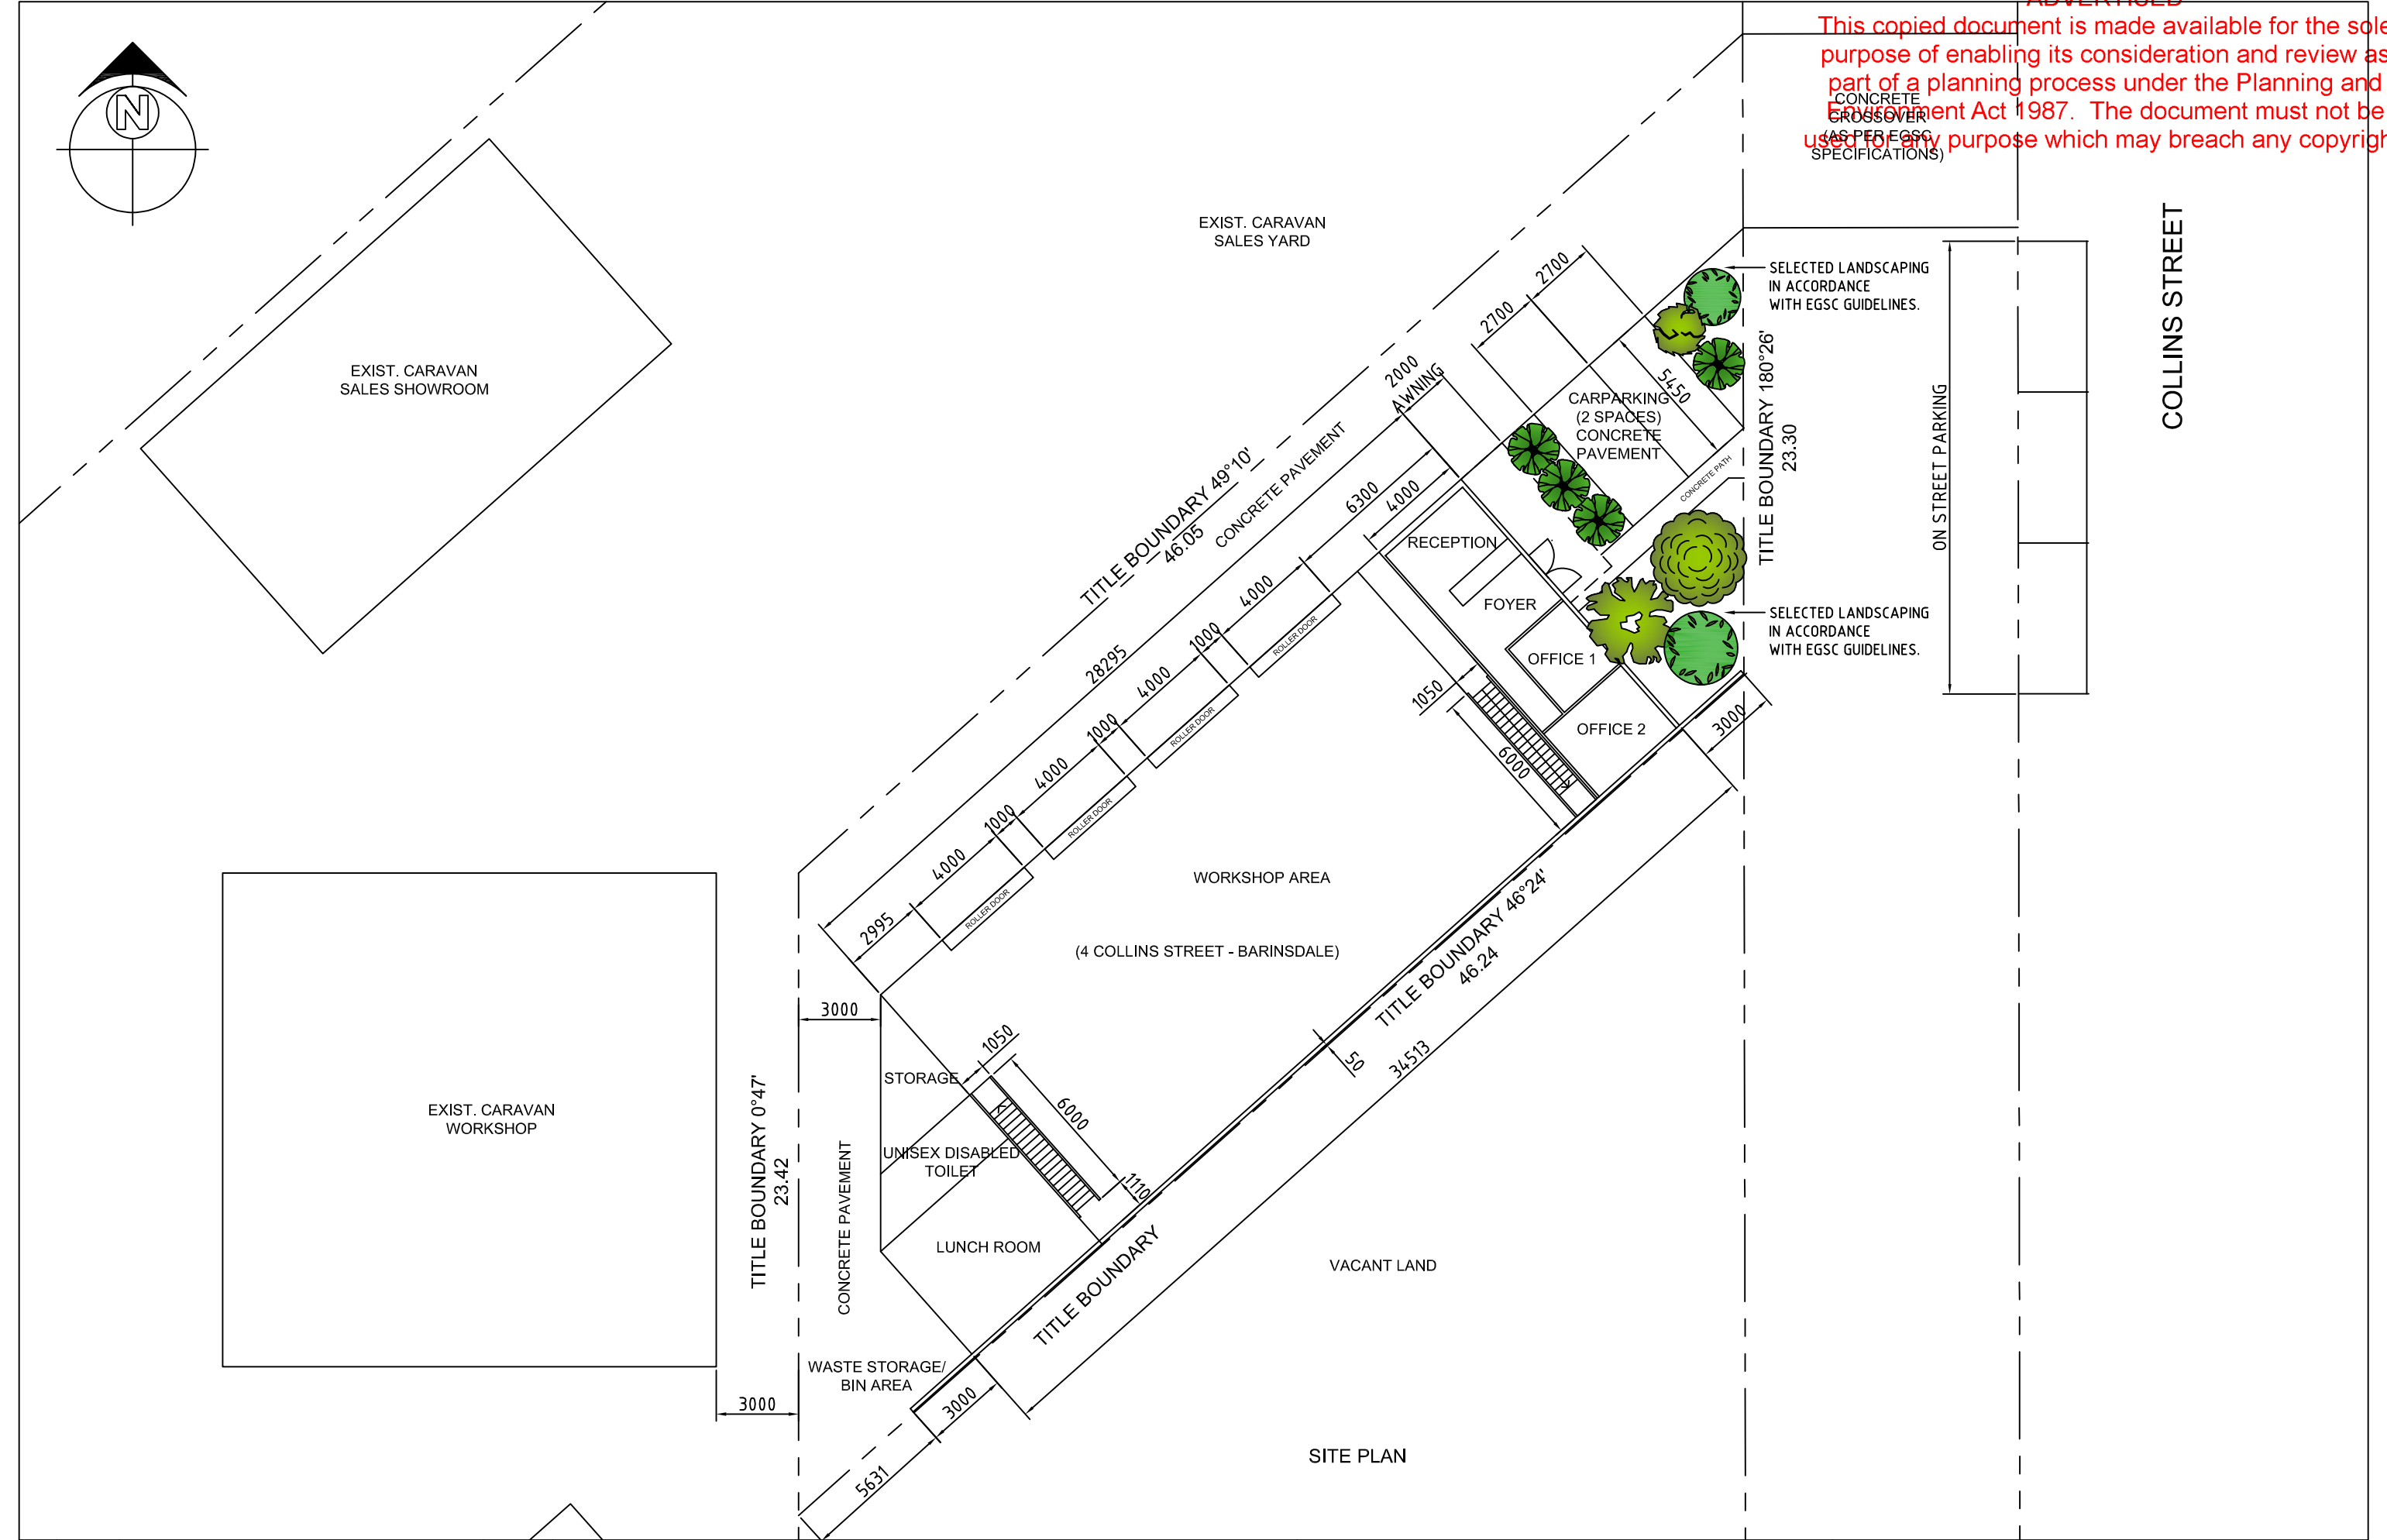 This copied document is made available for the sole
purpose of enabling its consideration and review as
part of a planning process under the Planning and
Environment Act 1987. The document must not be
used for any purpose which may breach any
CONCRETE
CROSSOVER
(AS PER EGSC
SPECIFICATIONS)
N
EXIST. CARAVAN
SALES YARD
COLLINS STREET
SELECTED LANDSCAPING
IN ACCORDANCE
WITH EGSC GUIDELINES.
2700
2700
EXIST. CARAVAN
SALES SHOWROOM
2000
AWNING
5450
CARPARKING
(2 SPACES)
CONCRETE
PAVEMENT
TITLE BOUNDARY 180°26'
23.30
ON STREET PARKING
CONCRETE PATH
TITLE BOUNDARY 49°10'
46.05
CONCRETE PAVEMENT
6300
4000
RECEPTION
FOYER
OFFICE 1
OFFICE 2
SELECTED LANDSCAPING
IN ACCORDANCE
WITH EGSC GUIDELINES.
28295
4000
1000
4000
1000
4000
1000
4000
2995
ROLLER DOOR
ROLLER DOOR
ROLLER DOOR
ROLLER DOOR
1050
6000
3000
WORKSHOP AREA
(4 COLLINS STREET - BARINSDALE)
TITLE BOUNDARY 46°24'
46.24
34513
50
3000
STORAGE
1050
6000
1110
UNISEX DISABLED
TOILET
LUNCH ROOM
EXIST. CARAVAN
WORKSHOP
TITLE BOUNDARY 0°47'
23.42
CONCRETE PAVEMENT
TITLE BOUNDARY
VACANT LAND
WASTE STORAGE/
BIN AREA
3000
3000
5631
SITE PLAN